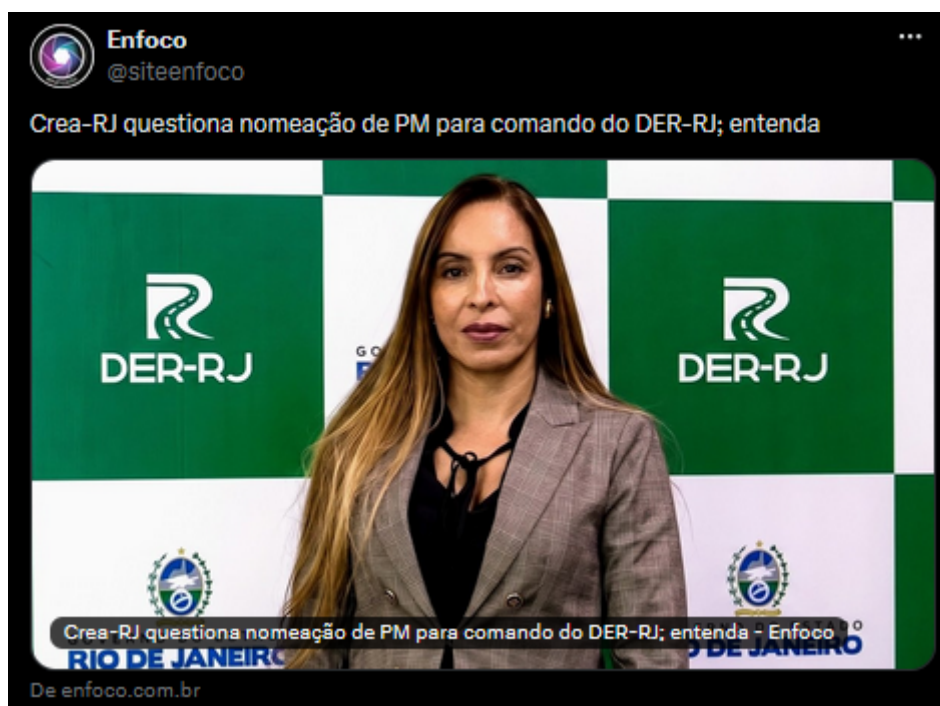 Enfoco
@siteenfoco
Crea-RJ questiona nomeação de PM para comando do DER-RJ; entenda
DER-RJ
GO
DER-RJ
Crea-RJ questiona nomeação de PM para comando do DER-RJ; entenda - Enfoco
RIO DE JANEIRO
DE JANEIRO
De enfoco.com.br